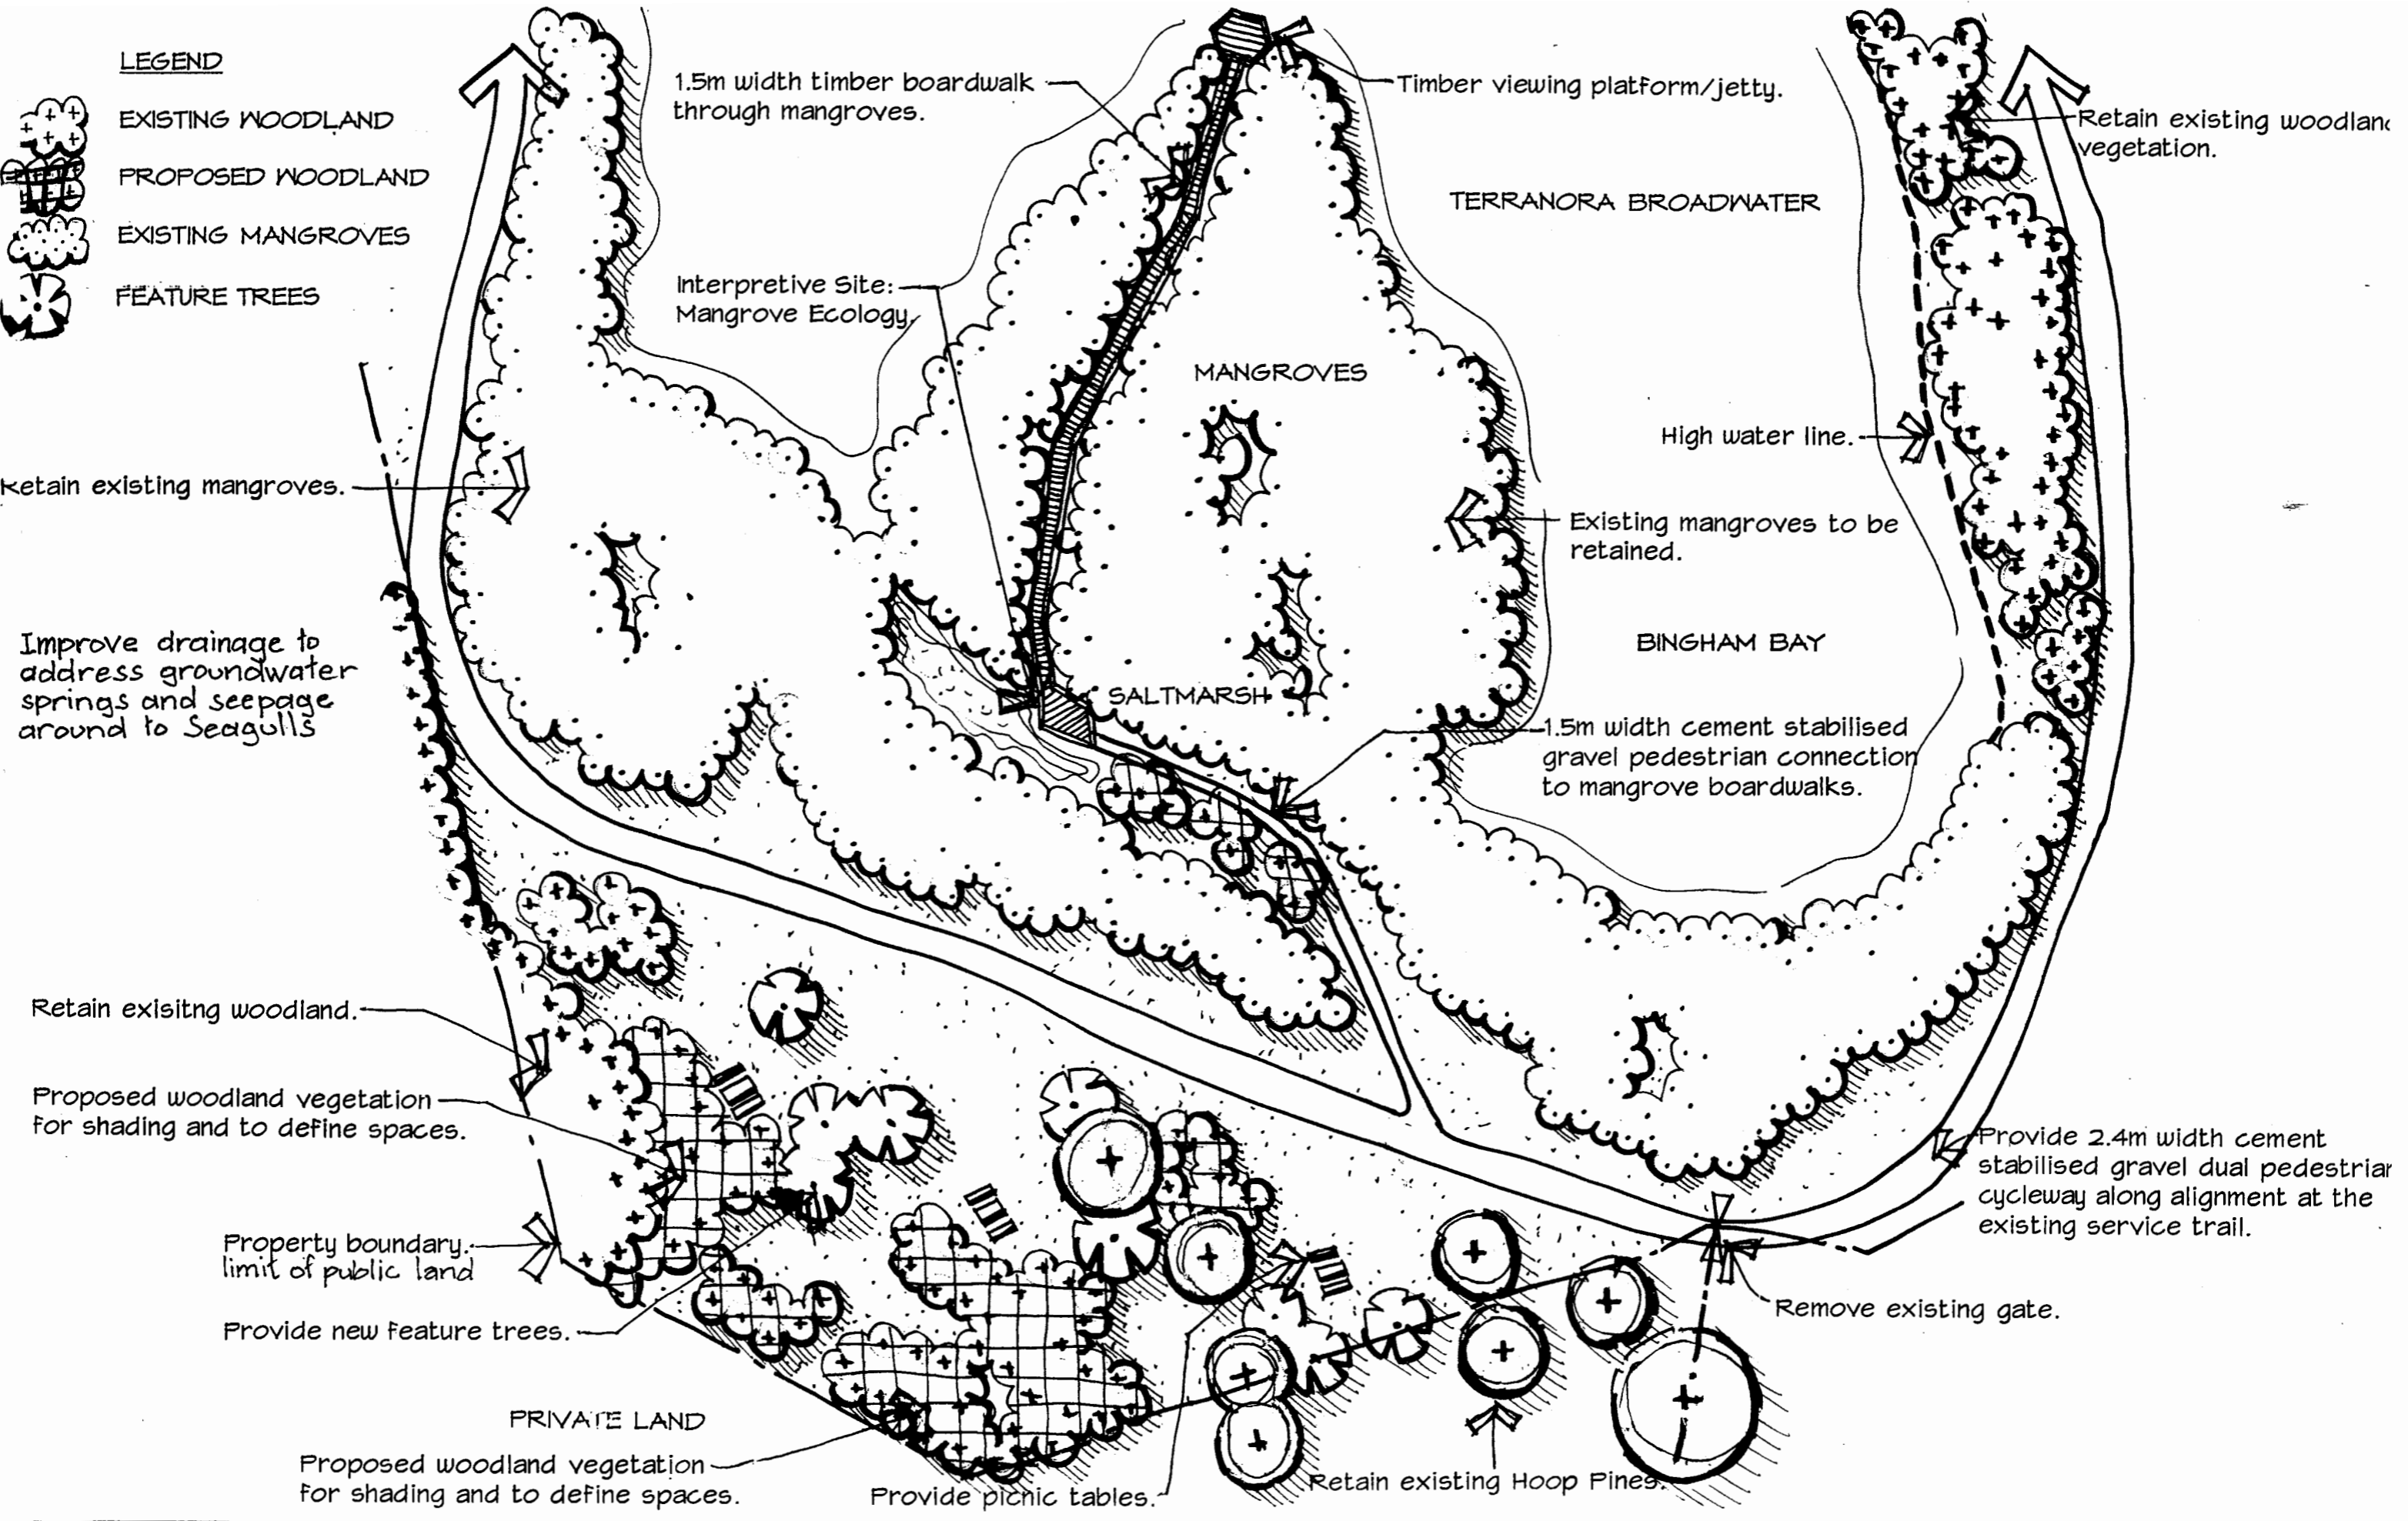 LEGEND
EXISTING WOODLAND
PROPOSED WOODLAND
EXISTING MANGROVES
FEATURE TREES
1.5m width timber boardwalk
through mangroves.
Timber viewing platform/jetty.
Retain existing woodland
vegetation.
TERRANORA BROADWATER
Interpretive Site:
Mangrove Ecology.
MANGROVES
High water line.
Retain existing mangroves.
Existing mangroves to be
retained.
Improve drainage to
address groundwater
springs and seepage
around to Seagulls
BINGHAM BAY
SALTMARSH
1.5m width cement stabilised
gravel pedestrian connection
to mangrove boardwalks.
Retain exisitng woodland.
Proposed woodland vegetation
for shading and to define spaces.
Provide 2.4m width cement
stabilised gravel dual pedestrian
cycleway along alignment at the
existing service trail.
Property boundary.
limit of public land
Remove existing gate.
Provide new feature trees.
PRIVATE LAND
Proposed woodland vegetation
for shading and to define spaces.
Provide picnic tables.
Retain existing Hoop Pines.